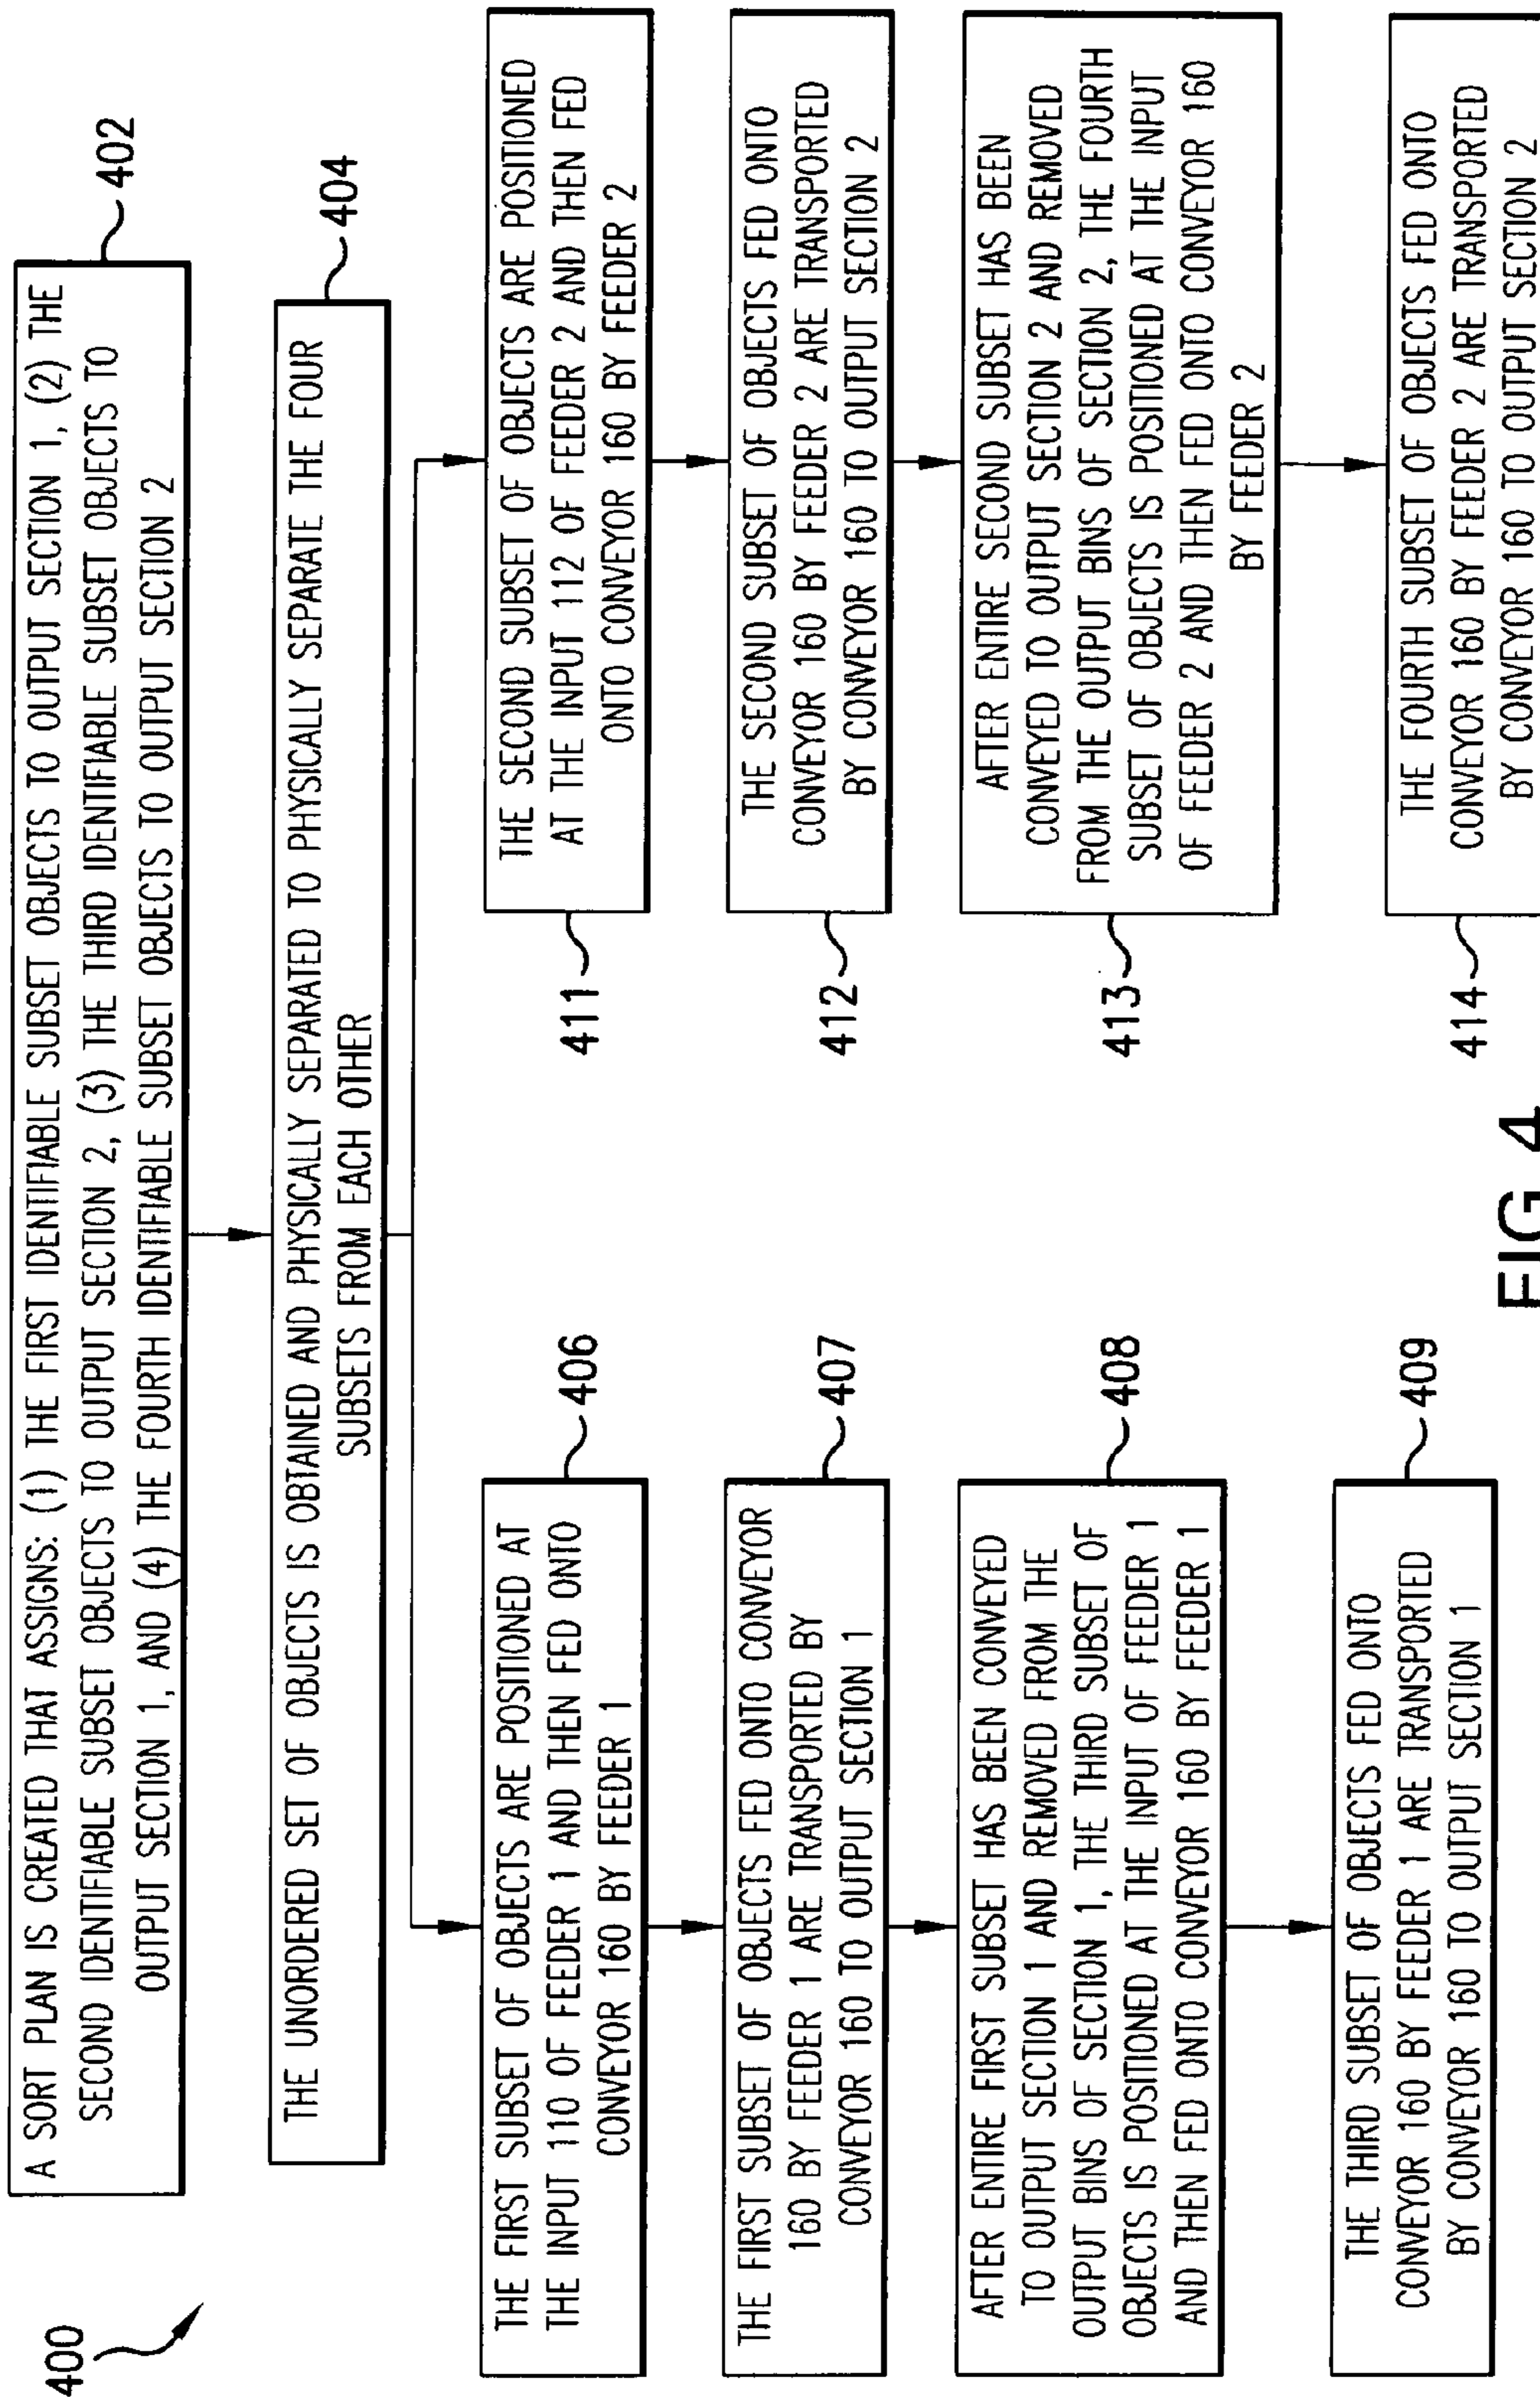 400
A SORT PLAN IS CREATED THAT ASSIGNS: (1) THE FIRST IDENTIFIABLE SUBSET OBJECTS TO OUTPUT SECTION 1, (2) THE
SECOND IDENTIFIABLE SUBSET OBJECTS TO OUTPUT SECTION 2, (3) THE THIRD IDENTIFIABLE SUBSET OBJECTS TO
OUTPUT SECTION 1, AND (4) THE FOURTH IDENTIFIABLE SUBSET OBJECTS TO OUTPUT SECTION 2
402
THE UNORDERED SET OF OBJECTS IS OBTAINED AND PHYSICALLY SEPARATED TO PHYSICALLY SEPARATE THE FOUR
SUBSETS FROM EACH OTHER
404
THE FIRST SUBSET OF OBJECTS ARE POSITIONED AT
THE INPUT 110 OF FEEDER 1 AND THEN FED ONTO
CONVEYOR 160 BY FEEDER 1
406
THE FIRST SUBSET OF OBJECTS FED ONTO CONVEYOR
160 BY FEEDER 1 ARE TRANSPORTED BY
CONVEYOR 160 TO OUTPUT SECTION 1
407
AFTER ENTIRE FIRST SUBSET HAS BEEN CONVEYED
TO OUTPUT SECTION 1 AND REMOVED FROM THE
OUTPUT BINS OF SECTION 1, THE THIRD SUBSET OF
OBJECTS IS POSITIONED AT THE INPUT OF FEEDER 1
AND THEN FED ONTO CONVEYOR 160 BY FEEDER 1
408
THE THIRD SUBSET OF OBJECTS FED ONTO
CONVEYOR 160 BY FEEDER 1 ARE TRANSPORTED
BY CONVEYOR 160 TO OUTPUT SECTION 1
409
THE SECOND SUBSET OF OBJECTS ARE POSITIONED
AT THE INPUT 112 OF FEEDER 2 AND THEN FED
ONTO CONVEYOR 160 BY FEEDER 2
411
THE SECOND SUBSET OF OBJECTS FED ONTO
CONVEYOR 160 BY FEEDER 2 ARE TRANSPORTED
BY CONVEYOR 160 TO OUTPUT SECTION 2
412
AFTER ENTIRE SECOND SUBSET HAS BEEN
CONVEYED TO OUTPUT SECTION 2 AND REMOVED
FROM THE OUTPUT BINS OF SECTION 2, THE FOURTH
SUBSET OF OBJECTS IS POSITIONED AT THE INPUT
OF FEEDER 2 AND THEN FED ONTO CONVEYOR 160
BY FEEDER 2
413
THE FOURTH SUBSET OF OBJECTS FED ONTO
CONVEYOR 160 BY FEEDER 2 ARE TRANSPORTED
BY CONVEYOR 160 TO OUTPUT SECTION 2
414
FIG. 4